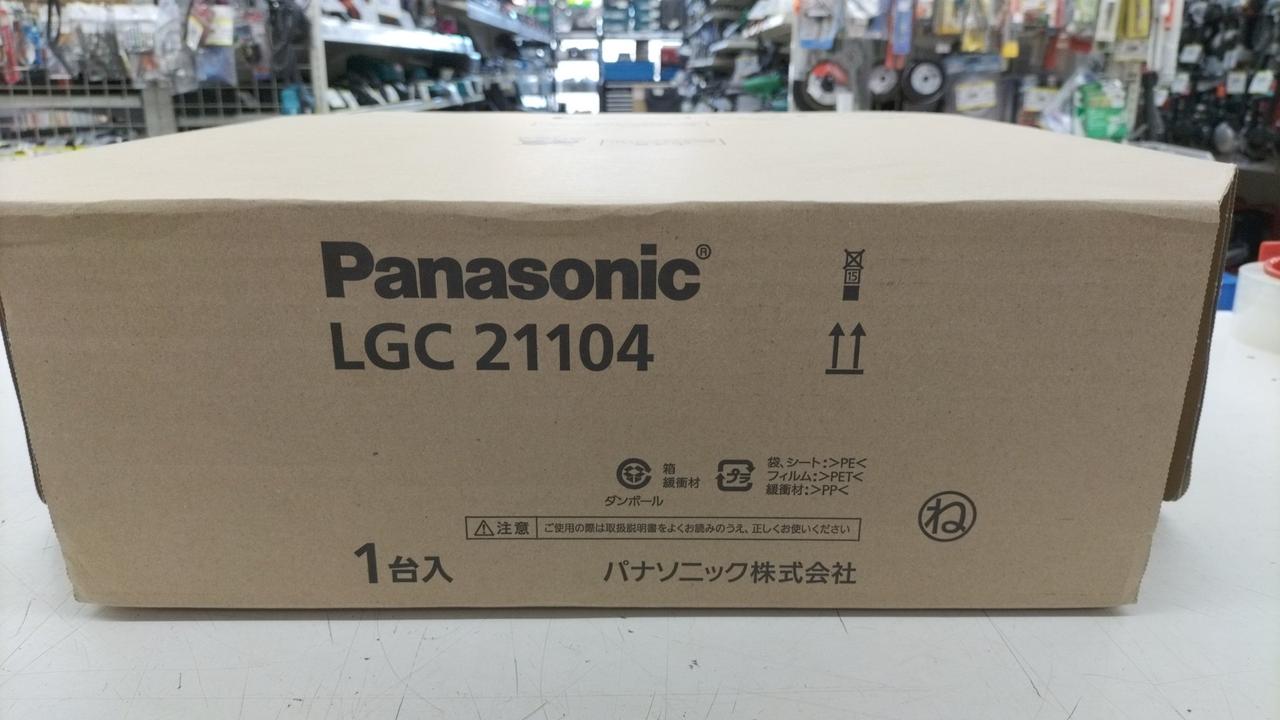 Panasonic®
LGC 21104
15
箱
緩衝材
ダンボール
プラ
袋、シート:>PE<
フィルム:>PET<
緩衝材:>PP<
注意 ご使用の際は取扱説明書をよくお読みのうえ、正しくお使いください
ね
1台入
パナソニック株式会社